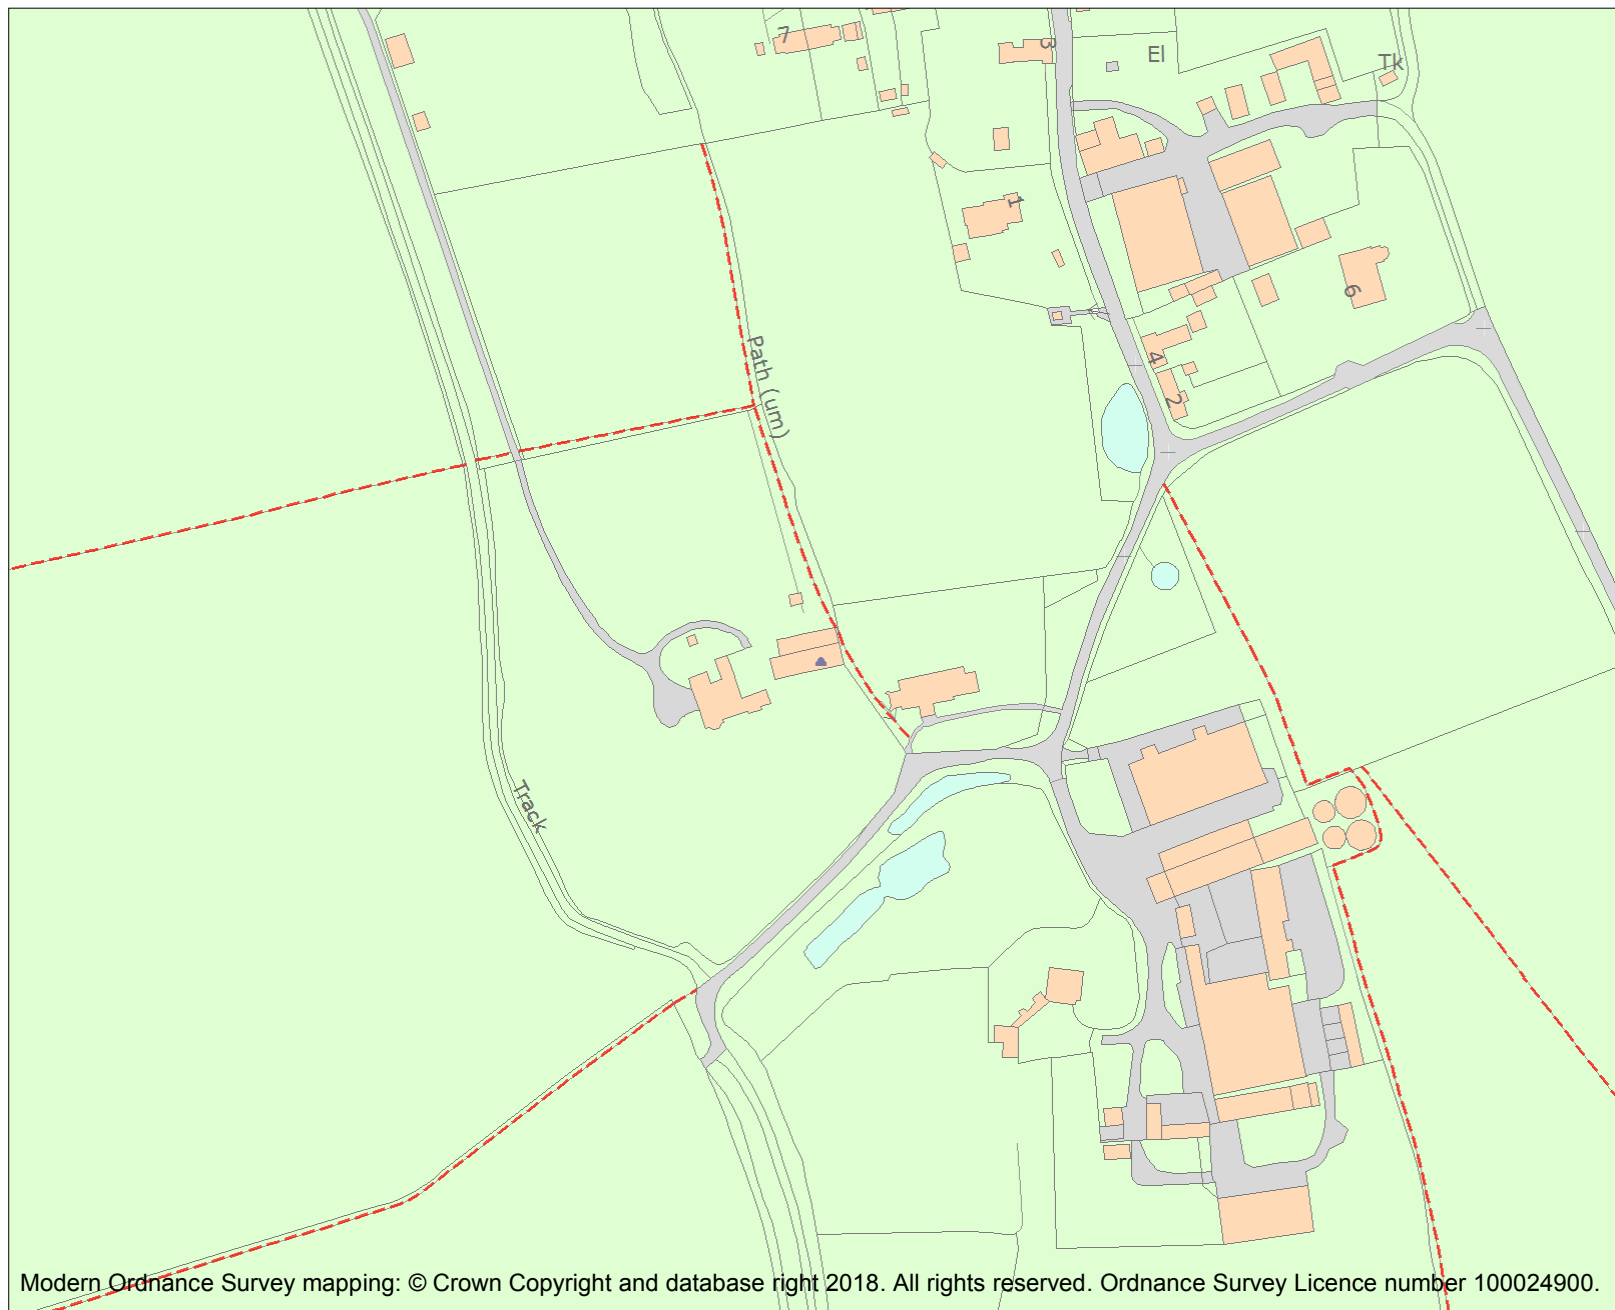 7
3
El
Tk
1
6
Path (um)
4
2
Track
Modern Ordnance Survey mapping: © Crown Copyright and database right 2018. All rights reserved. Ordnance Survey Licence number 100024900.